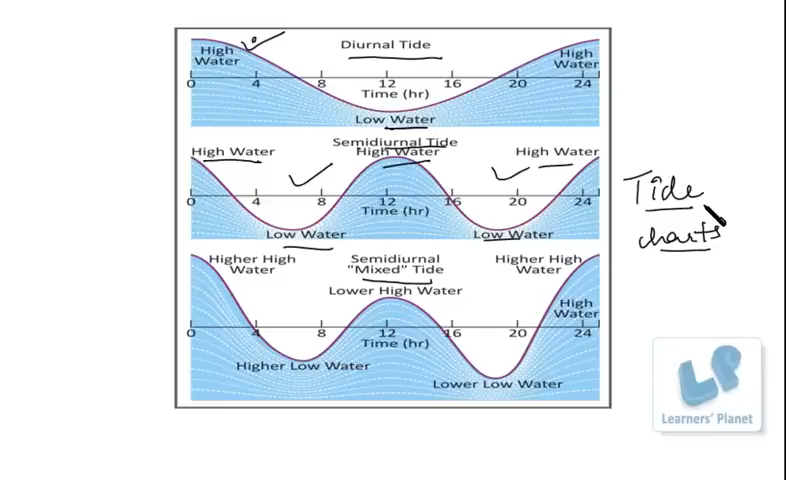 Diurnal Tide
High Water
High Water
0 4 8 12 16 20 24
Time (hr)
Low Water
Semidiurnal Tide
High Water
High Water
High Water
0 4 8 12 16 20 24
Time (hr)
Low Water
Low Water
Semidiurnal
"Mixed" Tide
Higher High
Water
Higher High
Water
Lower High Water
High
Water
0 4 8 12 16 20 24
Time (hr)
Higher Low Water
Lower Low Water
Tide
charts
LP
Learners' Planet